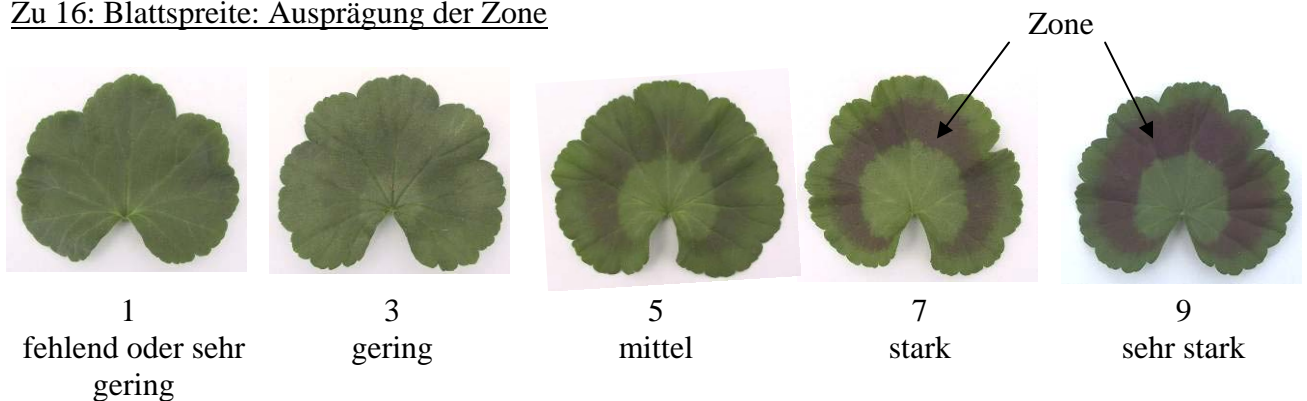 Zu 16: Blattspreite: Ausprägung der Zone
Zone
1
fehlend oder sehr
gering
3
gering
5
mittel
7
stark
9
sehr stark